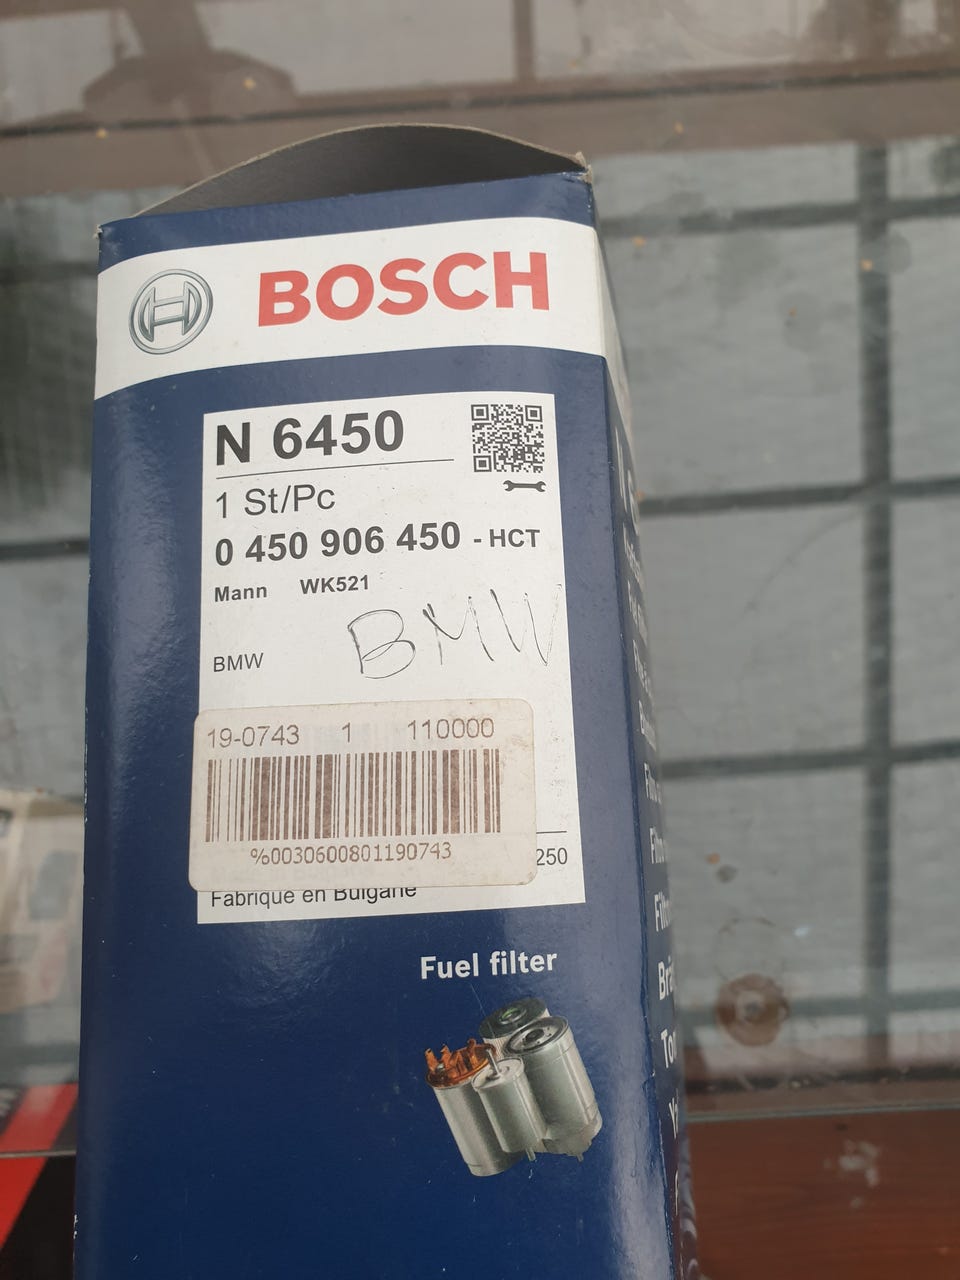 BOSCH
N 6450
1 St/Pc
0 450 906 450 - HCT
Mann WK521
BMW
BMW
19-0743 1 110000
%0030600801190743
250
Fabriqué en Bulgarie
Fuel filter